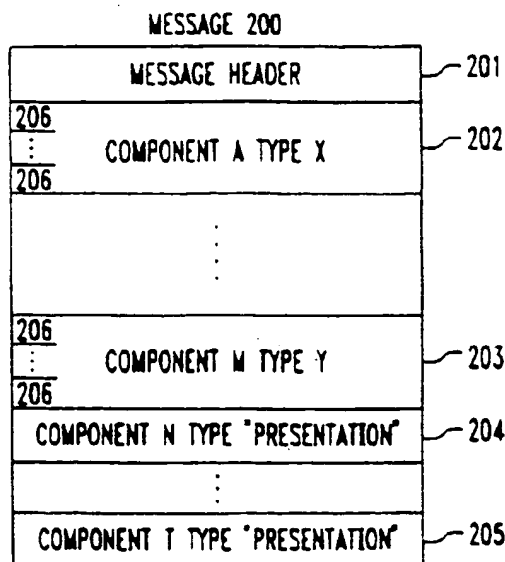 MESSAGE 200
MESSAGE HEADER
201
206
COMPONENT A TYPE X
202
206
206
COMPONENT M TYPE Y
203
206
COMPONENT N TYPE "PRESENTATION"
204
COMPONENT T TYPE "PRESENTATION"
205